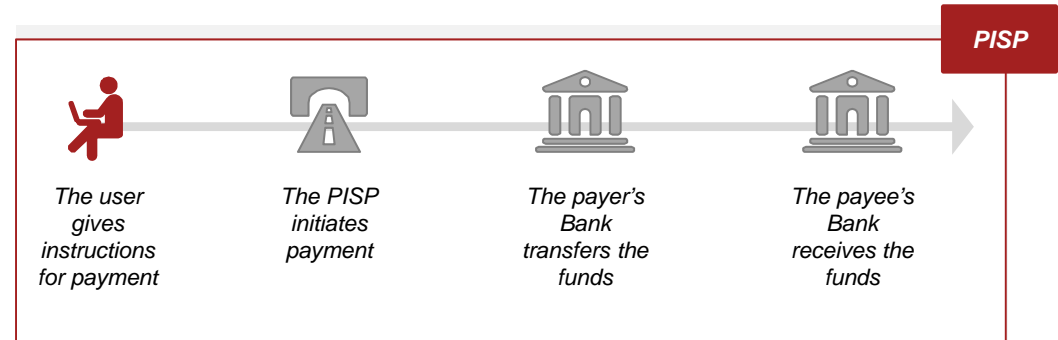 PISP
The user
gives
instructions
for payment
The PISP
initiates
payment
The payer's
Bank
transfers the
funds
The payee's
Bank
receives the
funds